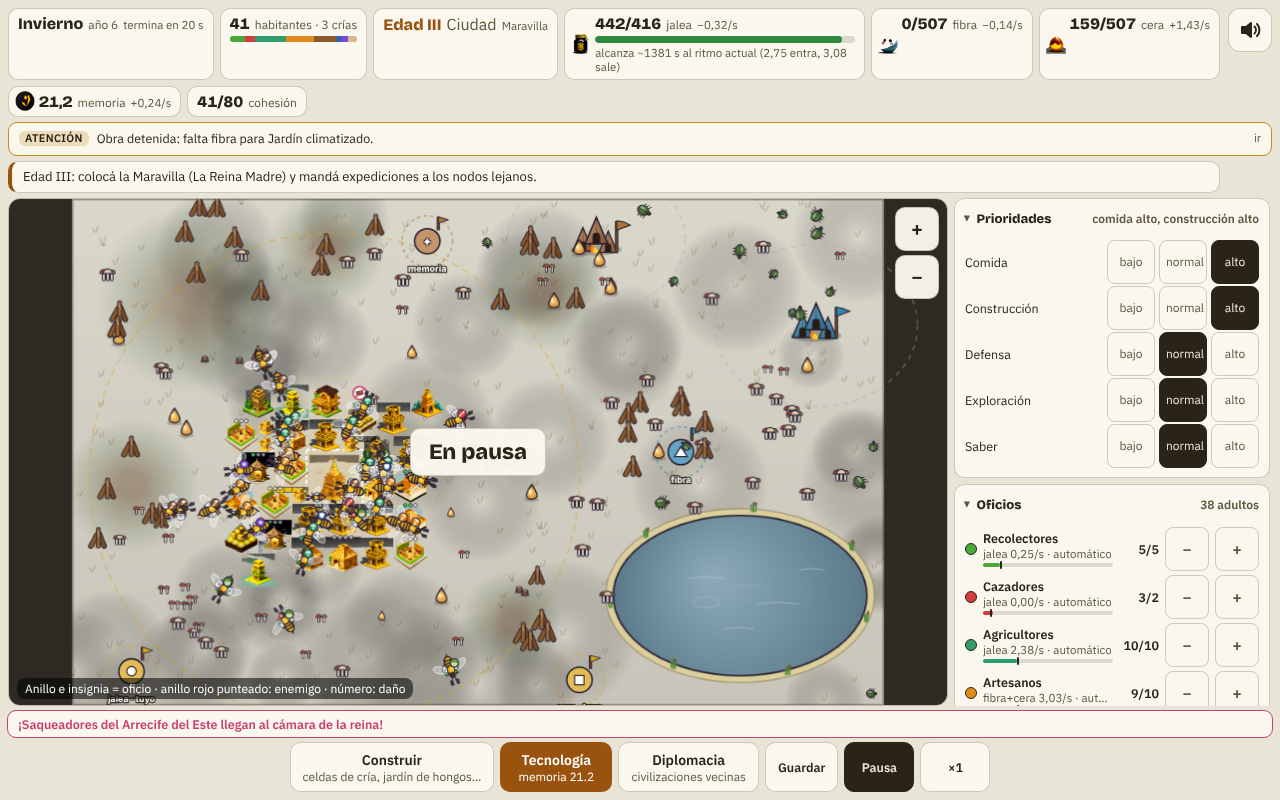 Invierno año 6 termina en 20 s
41 habitantes · 3 crías
Edad III Ciudad Maravilla
442/416 jalea −0,32/s
alcanza ~1381 s al ritmo actual (2,75 entra, 3,08
sale)
0/507 fibra −0,14/s
159/507 cera +1,43/s
21,2 memoria +0,24/s
41/80 cohesión
ATENCIÓN Obra detenida: falta fibra para Jardín climatizado.
ir
Edad III: colocá la Maravilla (La Reina Madre) y mandá expediciones a los nodos lejanos.
memoria
fibra
+
−
En pausa
jalea · tuyo
Anillo e insignia = oficio · anillo rojo punteado: enemigo · número: daño
▼ Prioridades comida alto, construcción alto
Comida bajo normal alto
Construcción bajo normal alto
Defensa bajo normal alto
Exploración bajo normal alto
Saber bajo normal alto
▼ Oficios 38 adultos
Recolectores
jalea 0,25/s · automático
5/5 − +
Cazadores
jalea 0,00/s · automático
3/2 − +
Agricultores
jalea 2,38/s · automático
10/10 − +
Artesanos
fibra+cera 3,03/s · aut...
9/10 − +
¡Saqueadores del Arrecife del Este llegan al cámara de la reina!
Construir
celdas de cría, jardín de hongos...
Tecnología
memoria 21.2
Diplomacia
civilizaciones vecinas
Guardar
Pausa
×1